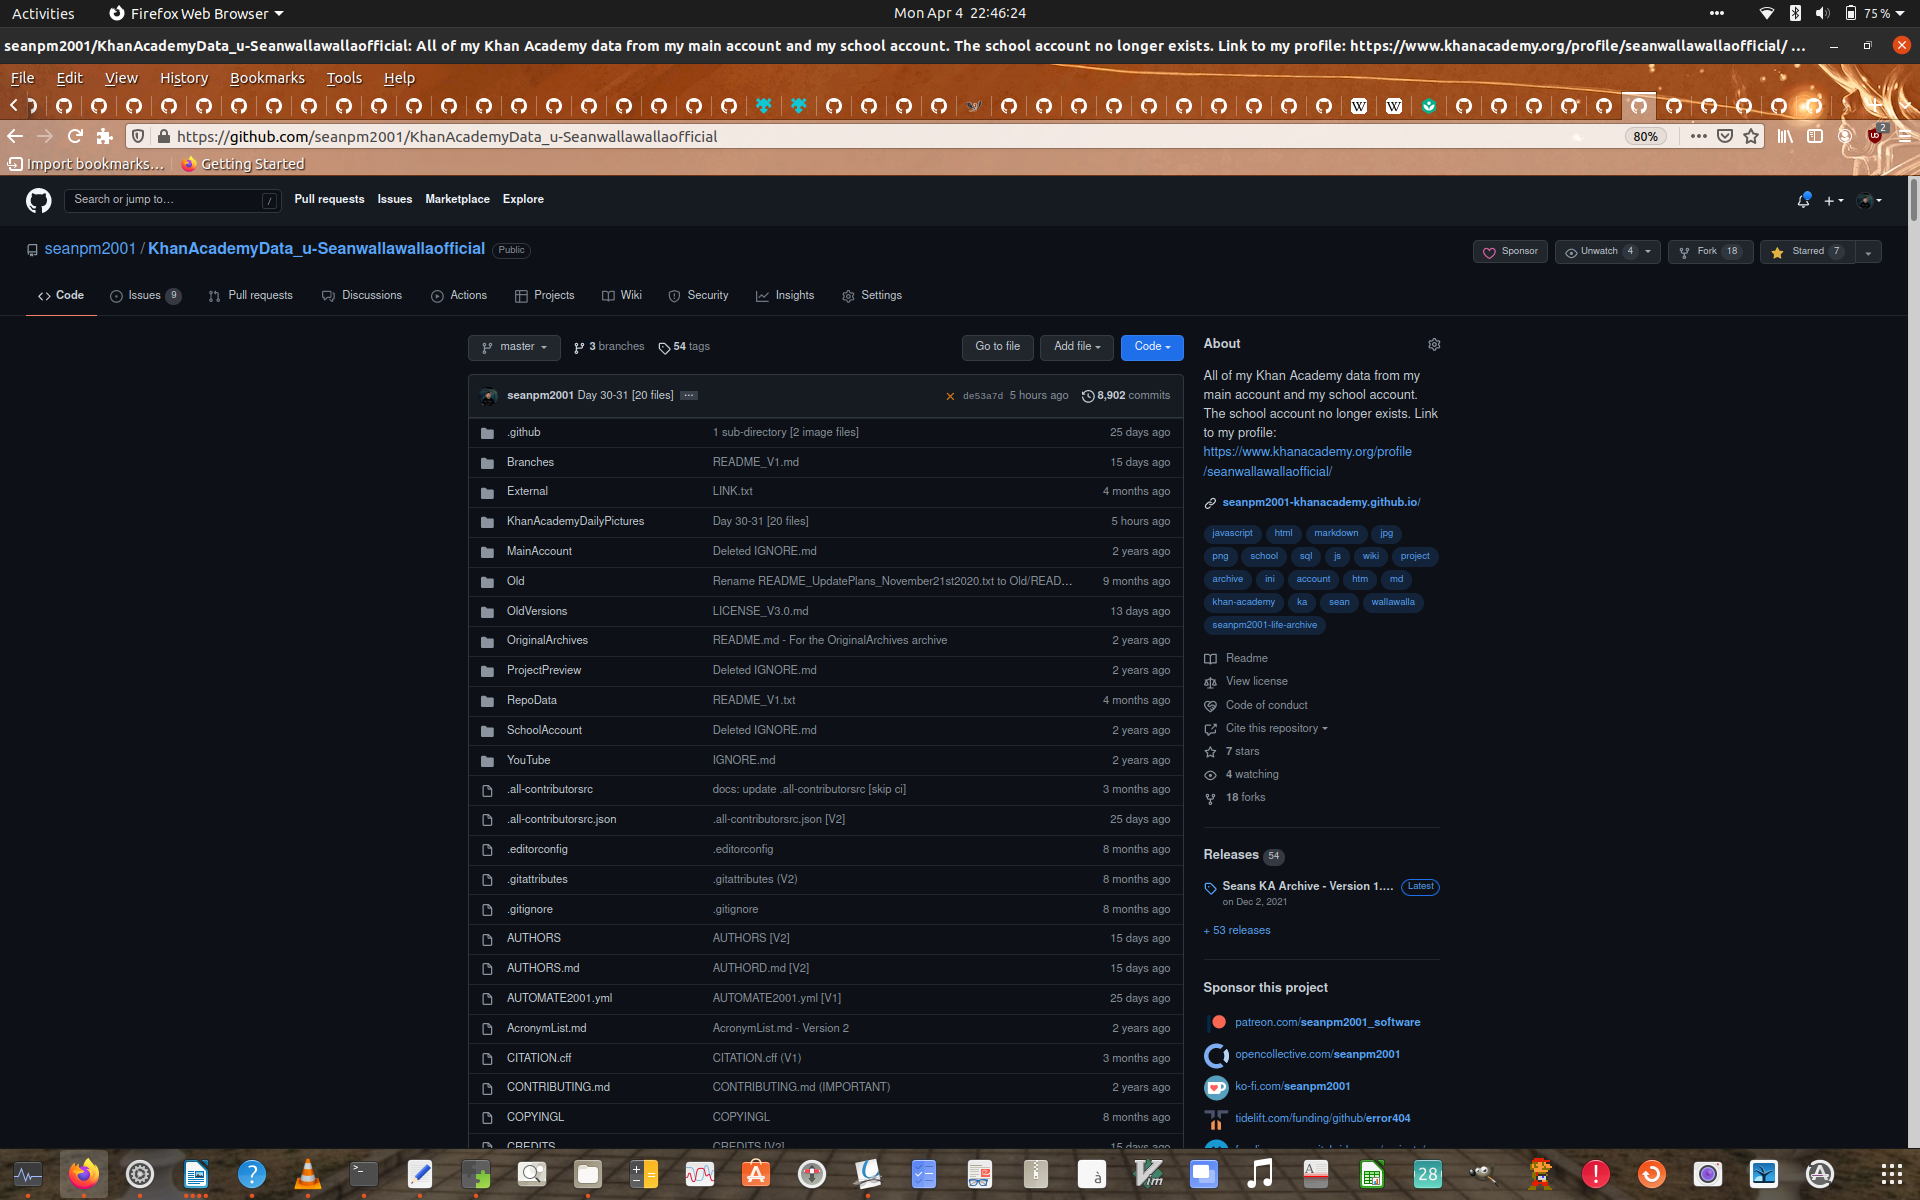 Activities Firefox Web Browser Mon Apr 4 22:46:24 75 %
seanpm2001/KhanAcademyData_u-Seanwallawallaofficial: All of my Khan Academy data from my main account and my school account. The school account no longer exists. Link to my profile: https://www.khanacademy.org/profile/seanwallawallaofficial/ ...
File Edit View History Bookmarks Tools Help
https://github.com/seanpm2001/KhanAcademyData_u-Seanwallawallaofficial 80% 2
Import bookmarks... Getting Started
Search or jump to... / Pull requests Issues Marketplace Explore
seanpm2001 / KhanAcademyData_u-Seanwallawallaofficial Public Sponsor Unwatch 4 Fork 18 Starred 7
Code Issues 9 Pull requests Discussions Actions Projects Wiki Security Insights Settings
master 3 branches 54 tags Go to file Add file Code
seanpm2001 Day 30-31 [20 files] ... de53a7d 5 hours ago 8,902 commits
.github 1 sub-directory [2 image files] 25 days ago
Branches README_V1.md 15 days ago
External LINK.txt 4 months ago
KhanAcademyDailyPictures Day 30-31 [20 files] 5 hours ago
MainAccount Deleted IGNORE.md 2 years ago
Old Rename README_UpdatePlans_November21st2020.txt to Old/READ... 9 months ago
OldVersions LICENSE_V3.0.md 13 days ago
OriginalArchives README.md - For the OriginalArchives archive 2 years ago
ProjectPreview Deleted IGNORE.md 2 years ago
RepoData README_V1.txt 4 months ago
SchoolAccount Deleted IGNORE.md 2 years ago
YouTube IGNORE.md 2 years ago
.all-contributorsrc docs: update .all-contributorsrc [skip ci] 3 months ago
.all-contributorsrc.json .all-contributorsrc.json [V2] 25 days ago
.editorconfig .editorconfig 8 months ago
.gitattributes .gitattributes (V2) 8 months ago
.gitignore .gitignore 8 months ago
AUTHORS AUTHORS [V2] 15 days ago
AUTHORS.md AUTHORD.md [V2] 15 days ago
AUTOMATE2001.yml AUTOMATE2001.yml [V1] 25 days ago
AcronymList.md AcronymList.md - Version 2 2 years ago
CITATION.cff CITATION.cff (V1) 3 months ago
CONTRIBUTING.md CONTRIBUTING.md (IMPORTANT) 2 years ago
COPYINGL COPYINGL 8 months ago
CREDITS CREDITS [V2] 15 days ago
About
All of my Khan Academy data from my
main account and my school account.
The school account no longer exists. Link
to my profile:
https://www.khanacademy.org/profile
/seanwallawallaofficial/
seanpm2001-khanacademy.github.io/
javascript html markdown jpg
png school sql js wiki project
archive ini account htm md
khan-academy ka sean wallawalla
seanpm2001-life-archive
Readme
View license
Code of conduct
Cite this repository
7 stars
4 watching
18 forks
Releases 54
Seans KA Archive - Version 1.... Latest
on Dec 2, 2021
+ 53 releases
Sponsor this project
patreon.com/seanpm2001_software
opencollective.com/seanpm2001
ko-fi.com/seanpm2001
tidelift.com/funding/github/error404
28